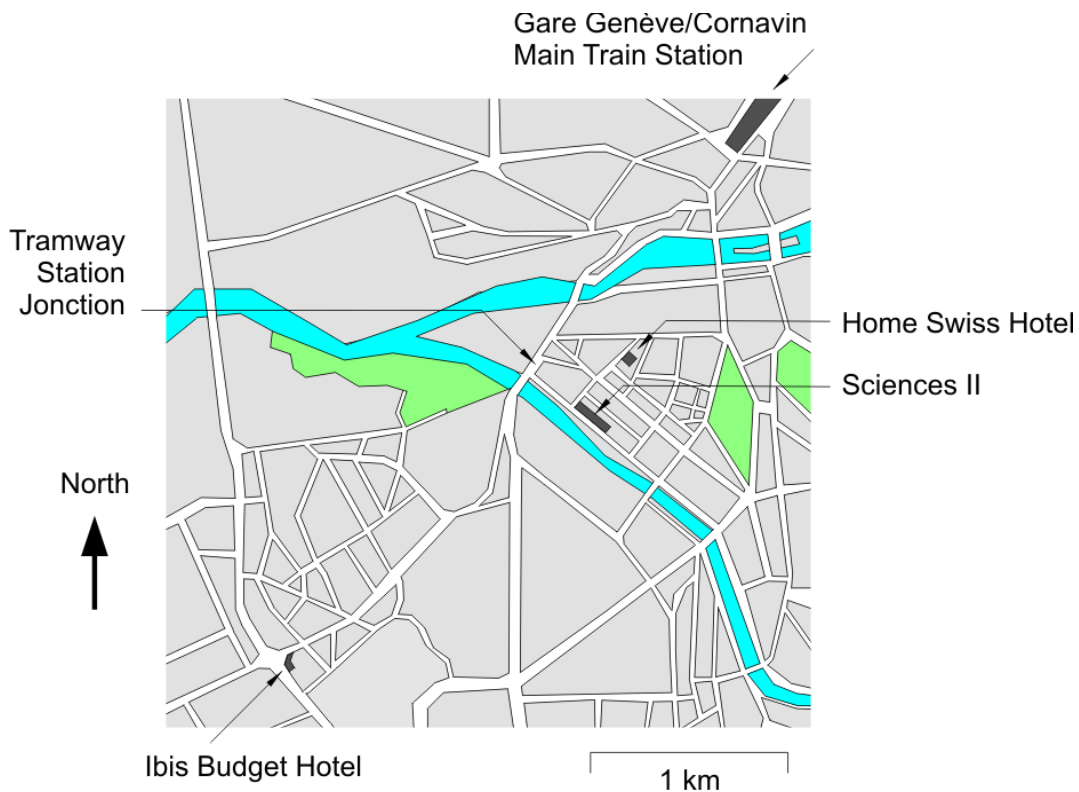 Gare Genève/Cornavin
Main Train Station
Tramway
Station
Jonction
Home Swiss Hotel
Sciences II
North
Ibis Budget Hotel
1 km